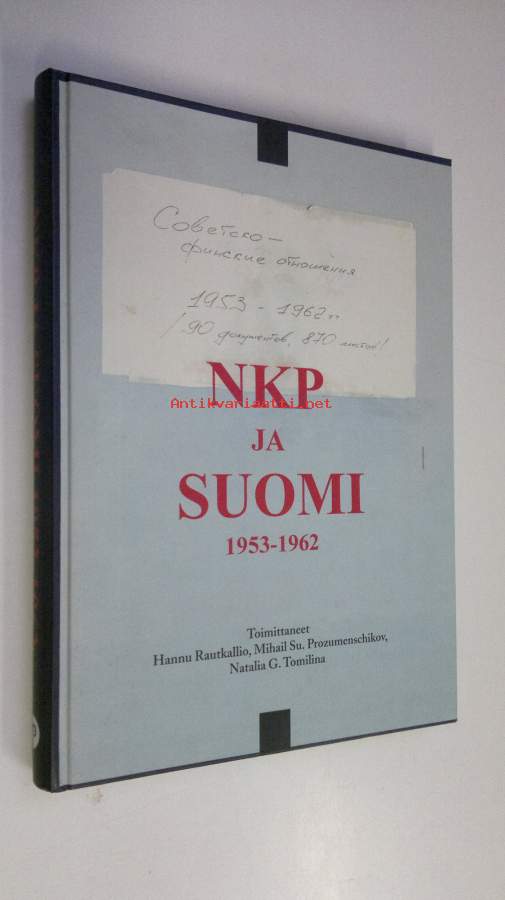 Советско –
финские отношения
1953 - 1962 гг
/ 90 документов, 870 листов /
NKP
Antikvariaatti.net
JA
SUOMI
1953-1962
Toimittaneet
Hannu Rautkallio, Mihail Su. Prozumenschikov,
Natalia G. Tomilina